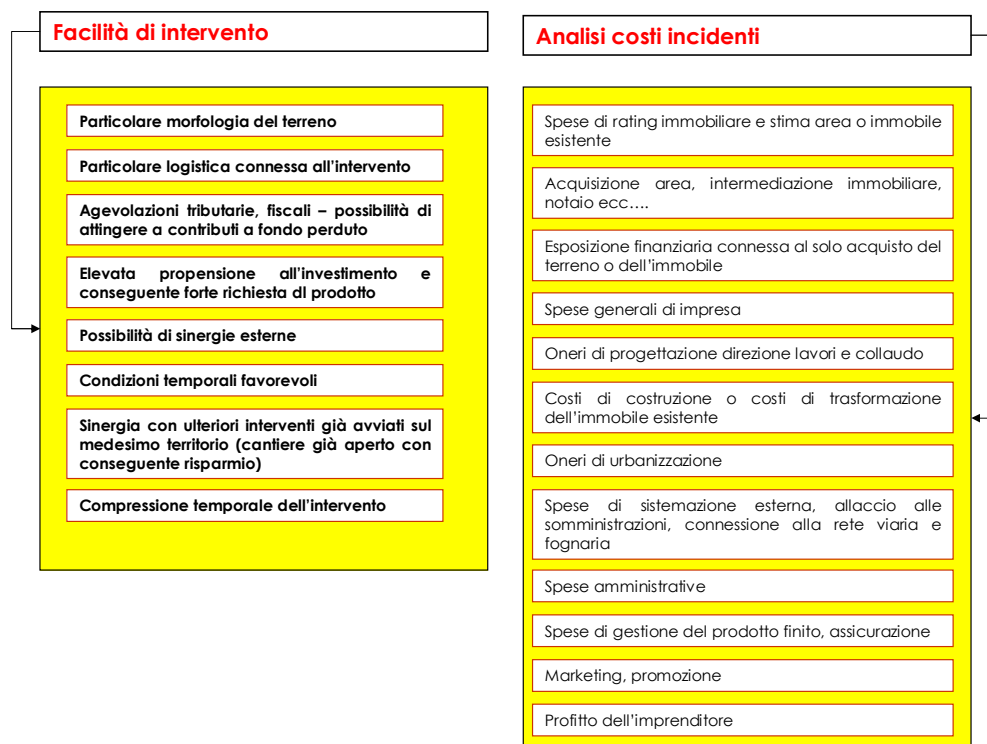 Facilità di intervento
Particolare morfologia del terreno
Particolare logistica connessa all'intervento
Agevolazioni tributarie, fiscali – possibilità di
attingere a contributi a fondo perduto
Elevata propensione all'investimento e
conseguente forte richiesta dl prodotto
Possibilità di sinergie esterne
Condizioni temporali favorevoli
Sinergia con ulteriori interventi già avviati sul
medesimo territorio (cantiere già aperto con
conseguente risparmio)
Compressione temporale dell'intervento
Analisi costi incidenti
Spese di rating immobiliare e stima area o immobile
esistente
Acquisizione area, intermediazione immobiliare,
notaio ecc….
Esposizione finanziaria connessa al solo acquisto del
terreno o dell'immobile
Spese generali di impresa
Oneri di progettazione direzione lavori e collaudo
Costi di costruzione o costi di trasformazione
dell'immobile esistente
Oneri di urbanizzazione
Spese di sistemazione esterna, allaccio alle
somministrazioni, connessione alla rete viaria e
fognaria
Spese amministrative
Spese di gestione del prodotto finito, assicurazione
Marketing, promozione
Profitto dell'imprenditore